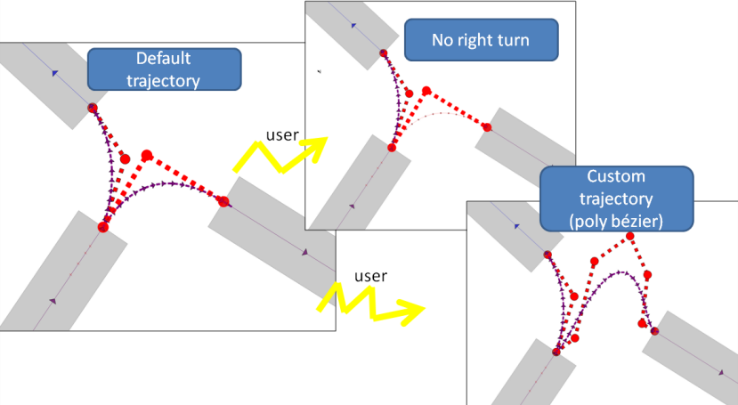 Default
trajectory
No right turn
user
Custom
trajectory
(poly bézier)
user